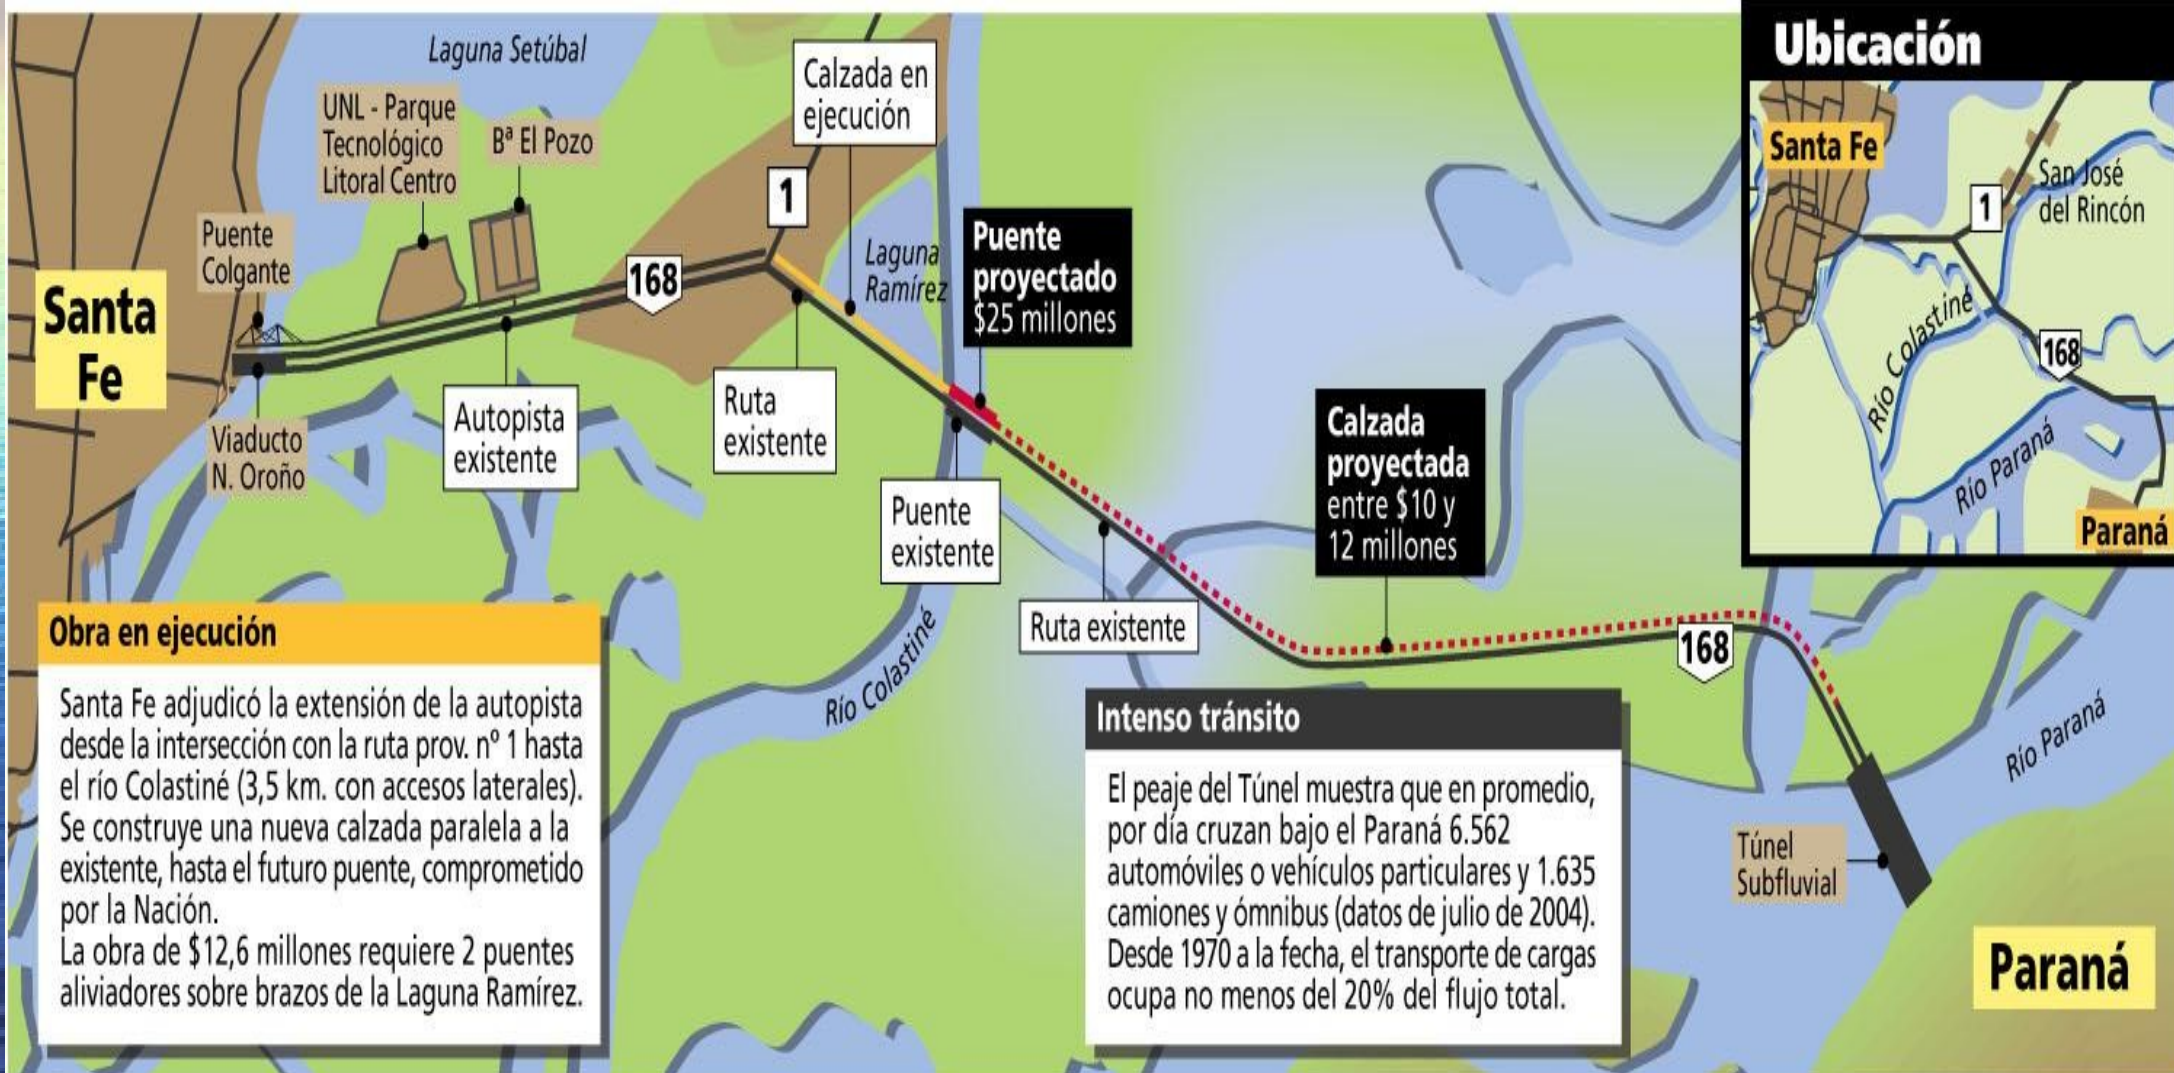 Laguna Setúbal
UNL - Parque
Tecnológico
Litoral Centro
Bª El Pozo
Calzada en
ejecución
1
Puente
Colgante
168
Laguna
Ramírez
Puente
proyectado
$25 millones
Santa
Fe
Viaducto
N. Oroño
Autopista
existente
Ruta
existente
Puente
existente
Calzada
proyectada
entre $10 y
12 millones
Ruta existente
168
Río Colastiné
Río Paraná
Túnel
Subfluvial
Paraná
Obra en ejecución
Santa Fe adjudicó la extensión de la autopista
desde la intersección con la ruta prov. nº 1 hasta
el río Colastiné (3,5 km. con accesos laterales).
Se construye una nueva calzada paralela a la
existente, hasta el futuro puente, comprometido
por la Nación.
La obra de $12,6 millones requiere 2 puentes
aliviadores sobre brazos de la Laguna Ramírez.
Intenso tránsito
El peaje del Túnel muestra que en promedio,
por día cruzan bajo el Paraná 6.562
automóviles o vehículos particulares y 1.635
camiones y ómnibus (datos de julio de 2004).
Desde 1970 a la fecha, el transporte de cargas
ocupa no menos del 20% del flujo total.
Ubicación
Santa Fe
1
San José
del Rincón
Río Colastiné
168
Río Paraná
Paraná